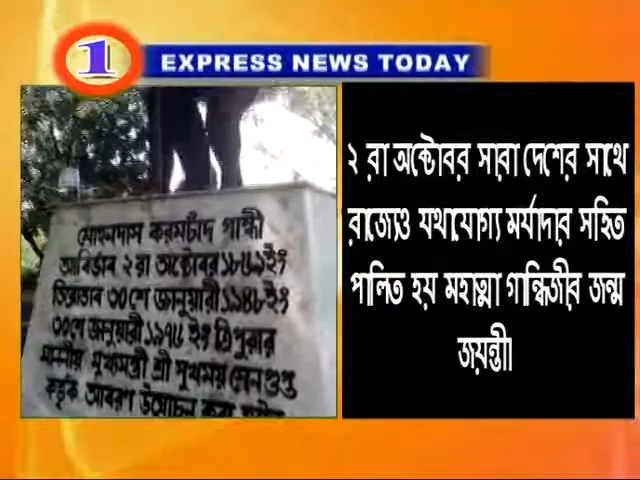 1
EXPRESS NEWS TODAY
মোহনদাস করমচাঁদ গান্ধী
আবির্ভাব ২রা অক্টোবর ১৮৬৯ইং
তিরোভাব ৩০শে জানুয়ারী ১৯৪৮ইং
৩০শে জানুয়ারী ১৯৭৫ ইং ত্রিপুরার
মাননীয় মুখ্যমন্ত্রী শ্রী সুখময় সেনগুপ্ত
কর্তৃক আবরণ উন্মোচন করা
২ রা অক্টোবর সারা দেশের সাথে
রাজ্যেও যথাযোগ্য মর্যাদার সহিত
পালিত হয় মহাত্মা গান্ধিজীর জন্ম
জয়ন্তী